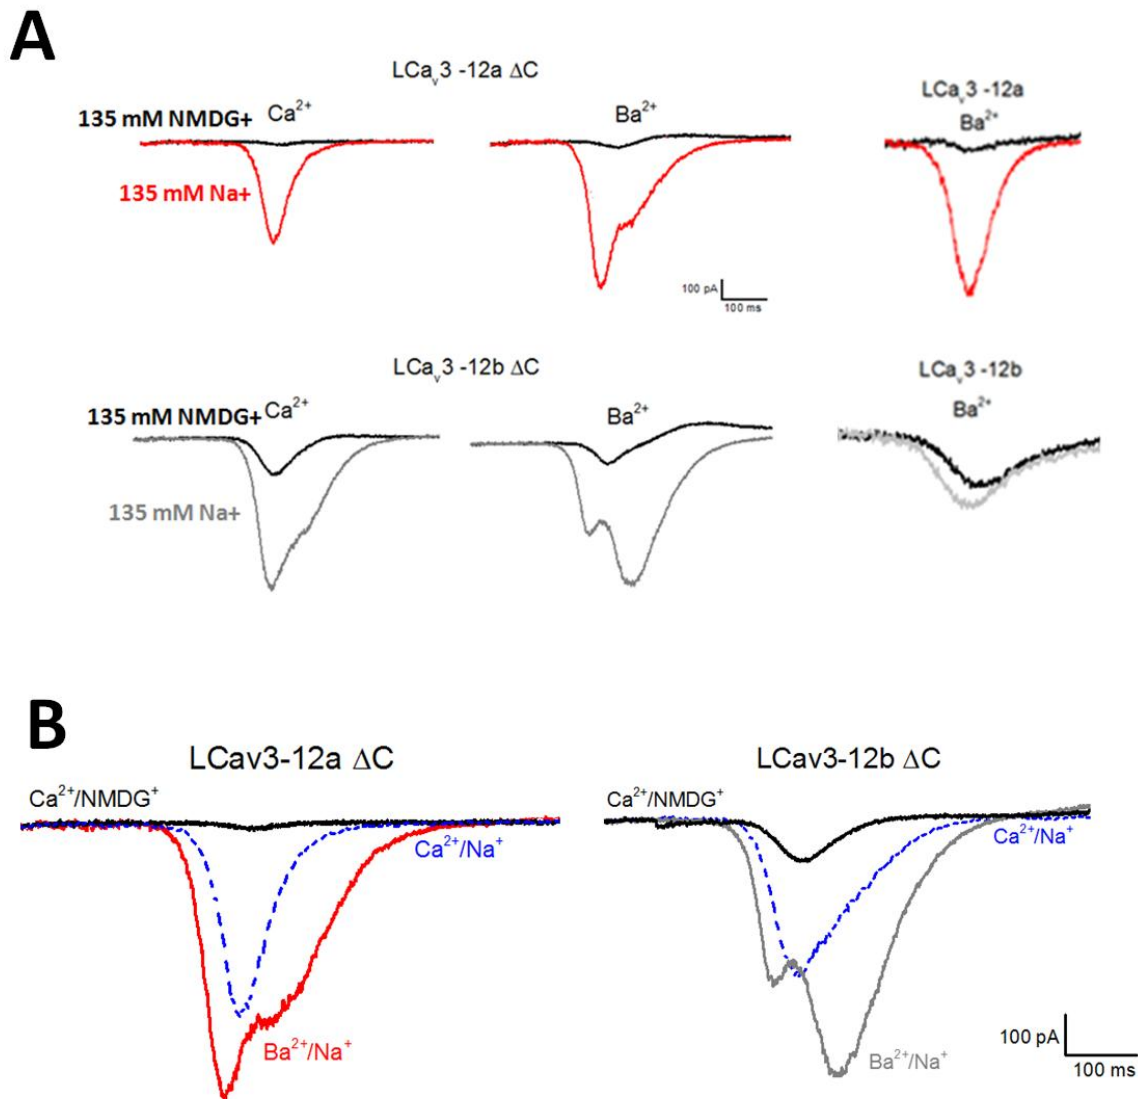 A
LCav3 -12a ΔC
135 mM NMDG+ Ca2+
Ba2+
135 mM Na+
100 pA
100 ms
LCav3 -12a
Ba2+
LCav3 -12b ΔC
135 mM NMDG+ Ca2+
Ba2+
135 mM Na+
LCav3 -12b
Ba2+
B
LCav3-12a ΔC
Ca2+/NMDG+
Ca2+/Na+
Ba2+/Na+
LCav3-12b ΔC
Ca2+/NMDG+
Ca2+/Na+
Ba2+/Na+
100 pA
100 ms